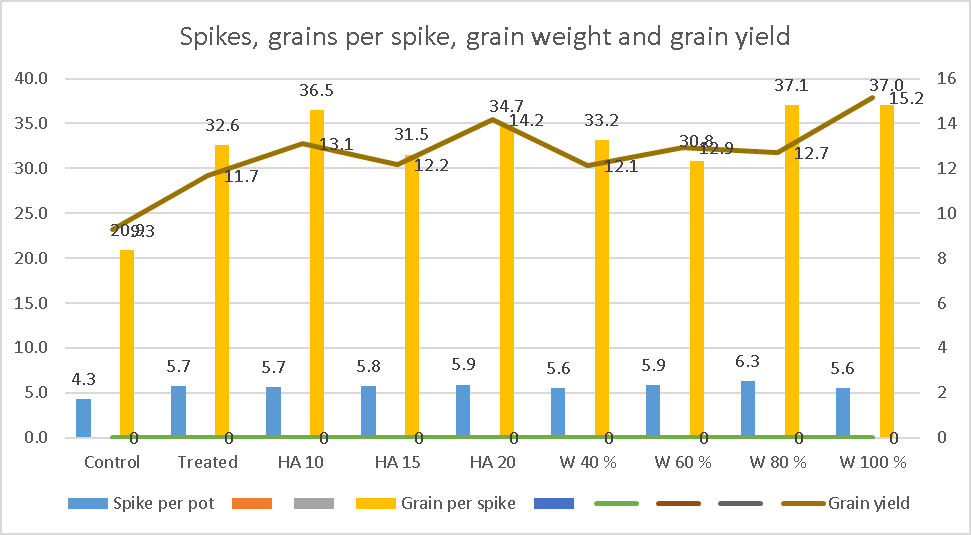 Spikes, grains per spike, grain weight and grain yield
40.0 37.1 37.0 16
36.5 15.2
35.0 32.6 34.7 14.2 33.2 14
31.5 30.8
30.0 13.1 12.9 12.7 12
11.7 12.2 12.1
25.0 10
20.9 9.3
20.0 8
15.0 6
10.0 4
4.3 5.7 5.7 5.8 5.9 5.6 5.9 6.3 5.6
5.0 2
0.0 0 0 0 0 0 0 0 0 0 0
Control Treated HA 10 HA 15 HA 20 W 40 % W 60 % W 80 % W 100 %
Spike per pot Grain per spike Grain yield